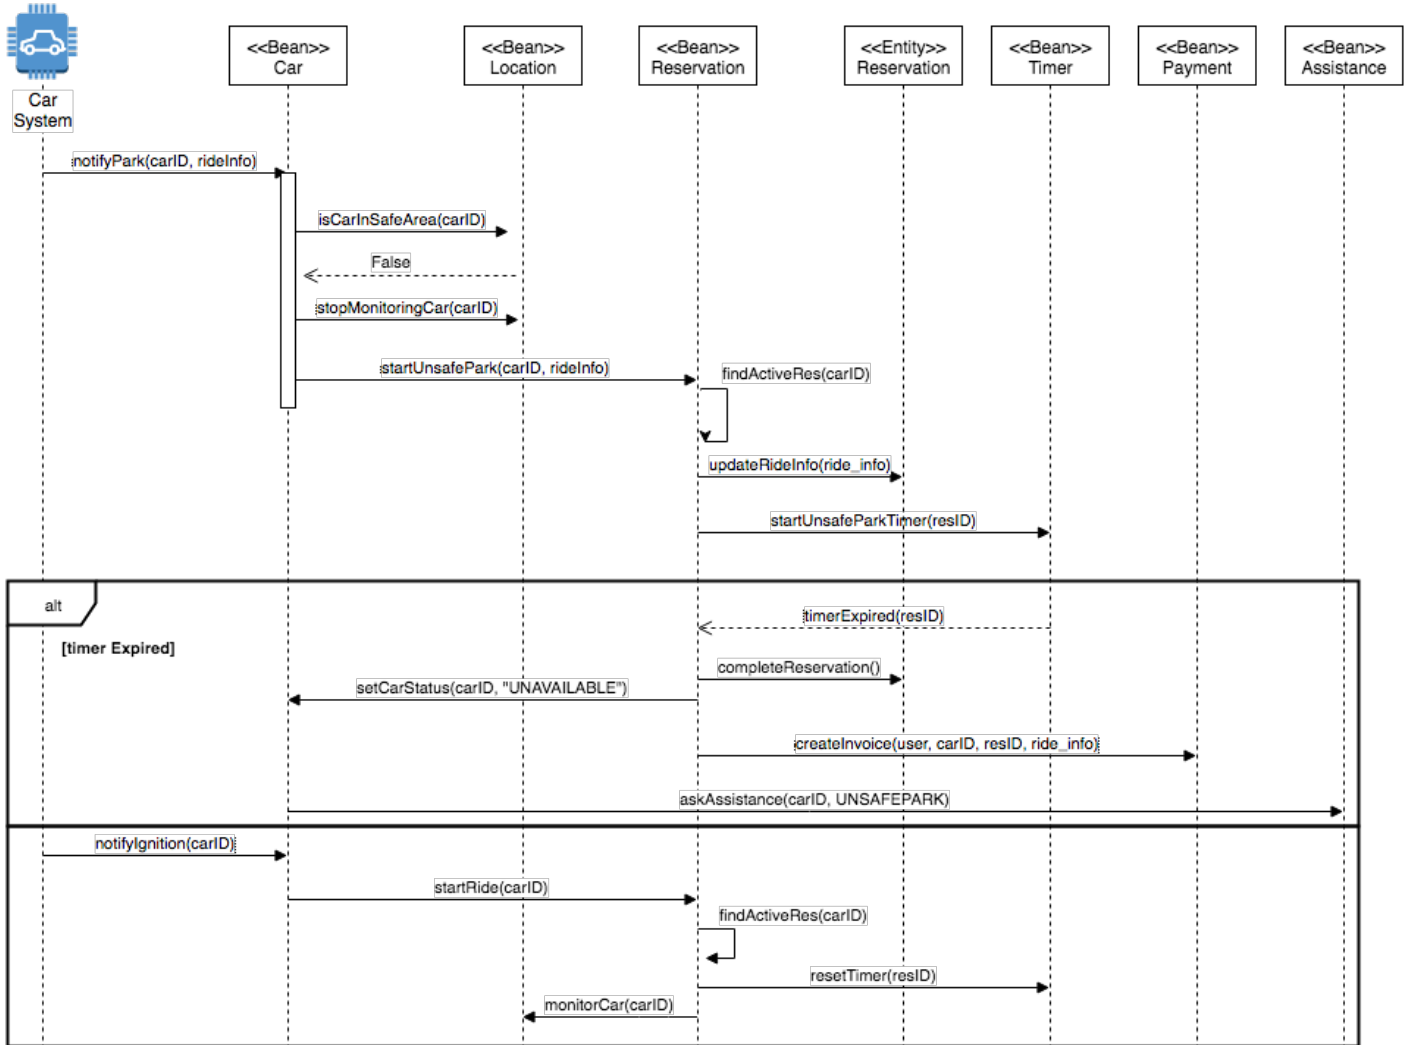 <<Bean>>
Car
<<Bean>>
Location
<<Bean>>
Reservation
<<Entity>>
Reservation
<<Bean>>
Timer
<<Bean>>
Payment
<<Bean>>
Assistance
Car
System
notifyPark(carID, rideInfo)
isCarInSafeArea(carID)
False
stopMonitoringCar(carID)
startUnsafePark(carID, rideInfo)
findActiveRes(carID)
updateRideInfo(ride_info)
startUnsafeParkTimer(resID)
alt
timerExpired(resID)
[timer Expired]
completeReservation()
setCarStatus(carID, "UNAVAILABLE")
createInvoice(user, carID, resID, ride_info)
askAssistance(carID, UNSAFEPARK)
notifyIgnition(carID)
startRide(carID)
findActiveRes(carID)
resetTimer(resID)
monitorCar(carID)